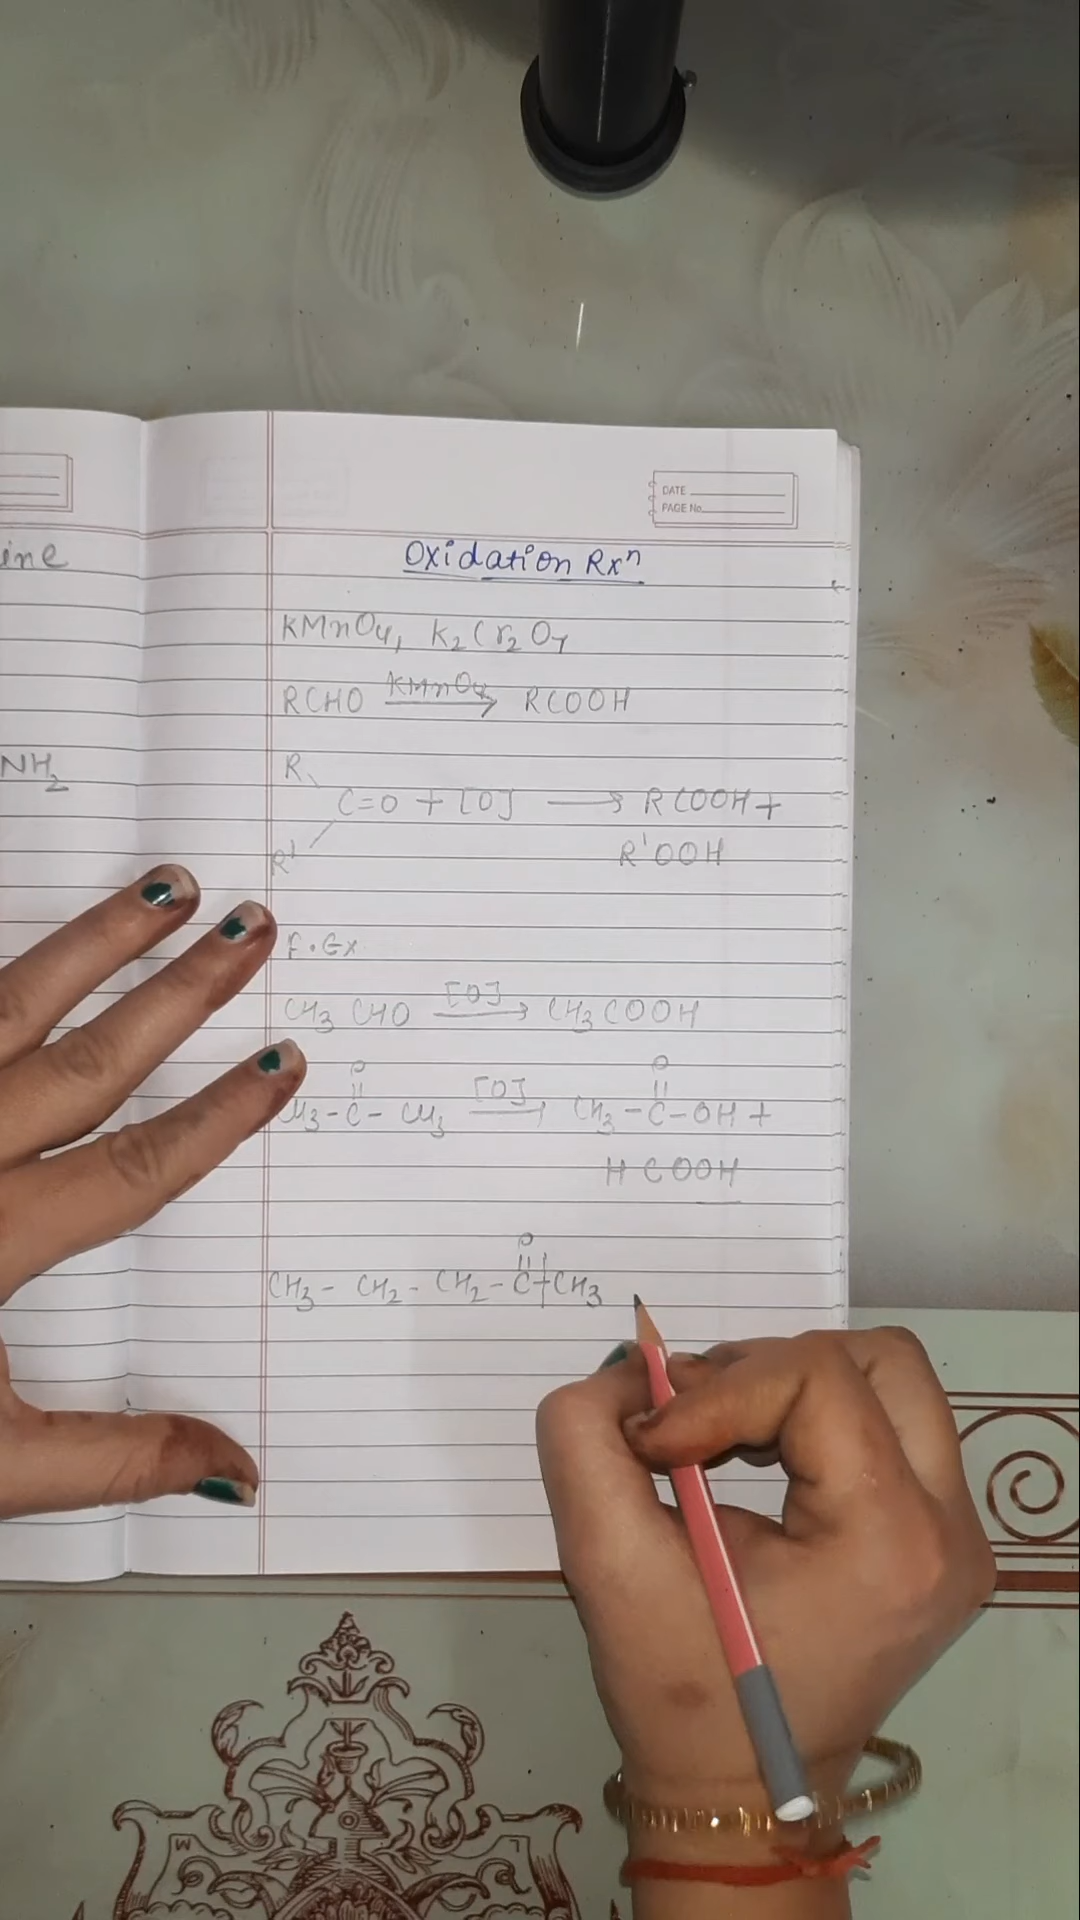 DATE
PAGE No.
ine
Oxidation Rxⁿ
KMnO4, K2Cr2O7
KMnO4
RCHO ⟶ RCOOH
NH2
R
C=O + [O] ⟶ RCOOH +
R' R'OOH
F.Gx
CH3 CHO [O]⟶ CH3COOH
O O
CH3-C-CH3 [O]⟶ CH3-C-OH +
HCOOH
O
CH3-CH2-CH2-C-CH3